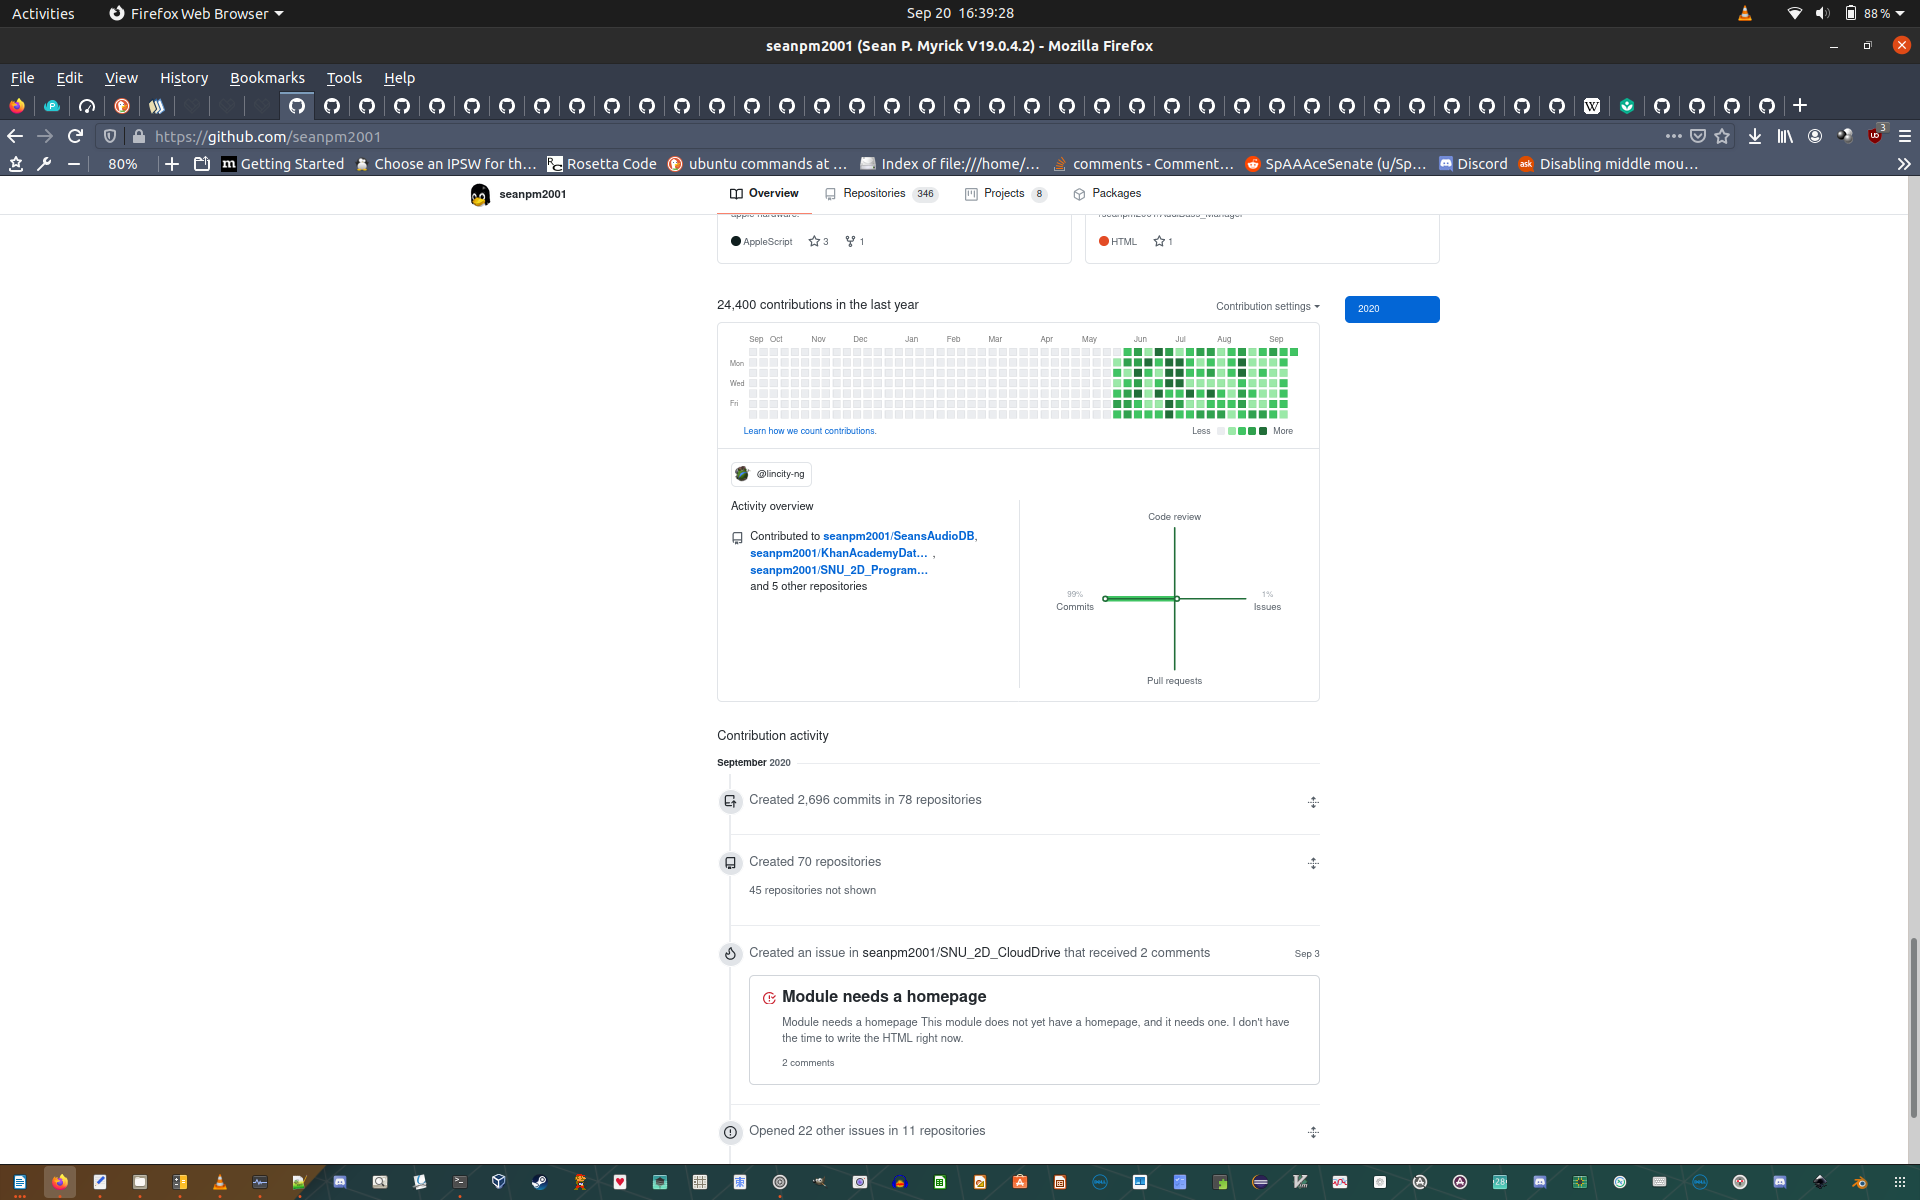 Activities
Firefox Web Browser
Sep 20 16:39:28
88 %
seanpm2001 (Sean P. Myrick V19.0.4.2) - Mozilla Firefox
File Edit View History Bookmarks Tools Help
https://github.com/seanpm2001
3
80%
Getting Started
Choose an IPSW for th…
Rosetta Code
ubuntu commands at …
Index of file:///home/…
comments - Comment…
SpAAAceSenate (u/Sp…
Discord
Disabling middle mou…
seanpm2001
Overview
Repositories 346
Projects 8
Packages
apple hardware.
/seanpm2001/AudiBass_Manager
AppleScript 3 1
HTML 1
24,400 contributions in the last year
Contribution settings
2020
Sep Oct Nov Dec Jan Feb Mar Apr May Jun Jul Aug Sep
Mon
Wed
Fri
Learn how we count contributions.
Less More
@lincity-ng
Activity overview
Contributed to seanpm2001/SeansAudioDB,
seanpm2001/KhanAcademyDat… ,
seanpm2001/SNU_2D_Program…
and 5 other repositories
Code review
99%
Commits
1%
Issues
Pull requests
Contribution activity
September 2020
Created 2,696 commits in 78 repositories
Created 70 repositories
45 repositories not shown
Created an issue in seanpm2001/SNU_2D_CloudDrive that received 2 comments
Sep 3
Module needs a homepage
Module needs a homepage This module does not yet have a homepage, and it needs one. I don't have
the time to write the HTML right now.
2 comments
Opened 22 other issues in 11 repositories